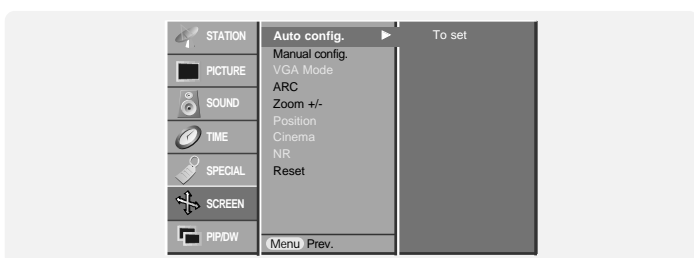 STATION
PICTURE
SOUND
TIME
SPECIAL
SCREEN
PIP/DW
Auto config. ►
Manual config.
VGA Mode
ARC
Zoom +/-
Position
Cinema
NR
Reset
Menu Prev.
To set